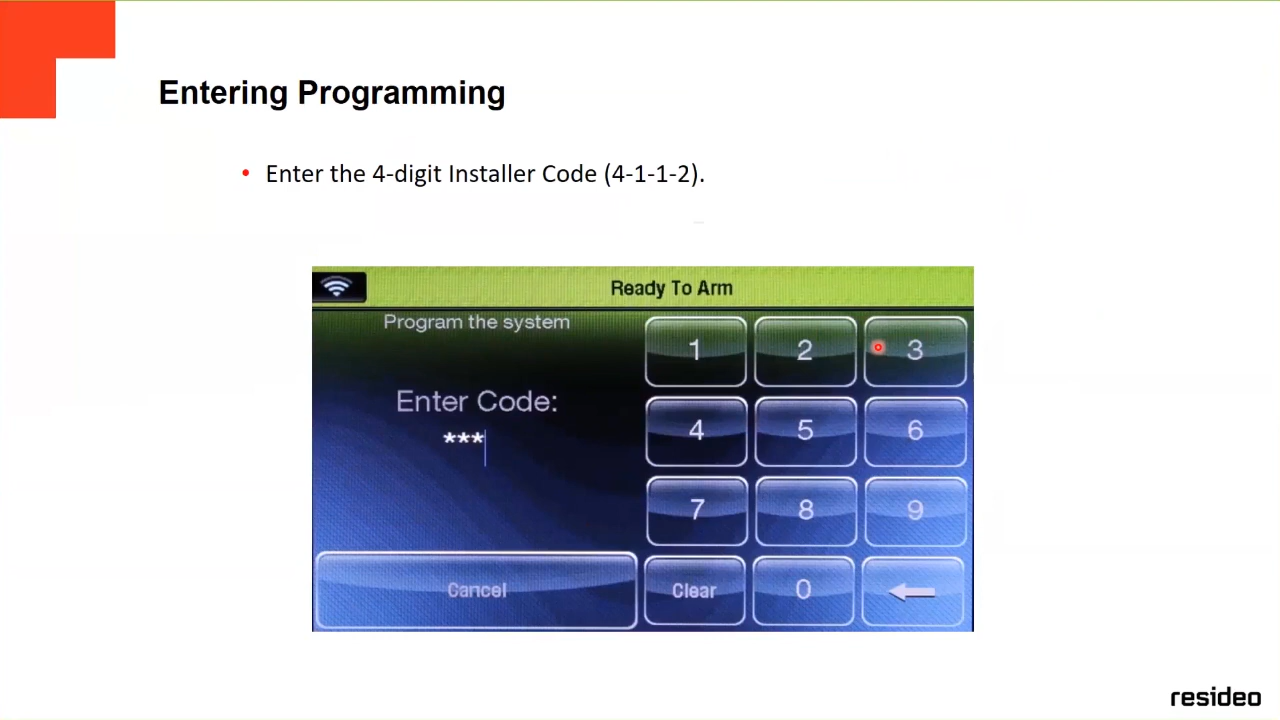 Entering Programming
• Enter the 4-digit Installer Code (4-1-1-2).
Ready To Arm
Program the system
Enter Code:
***
1 2 3
4 5 6
7 8 9
Cancel Clear 0
resideo